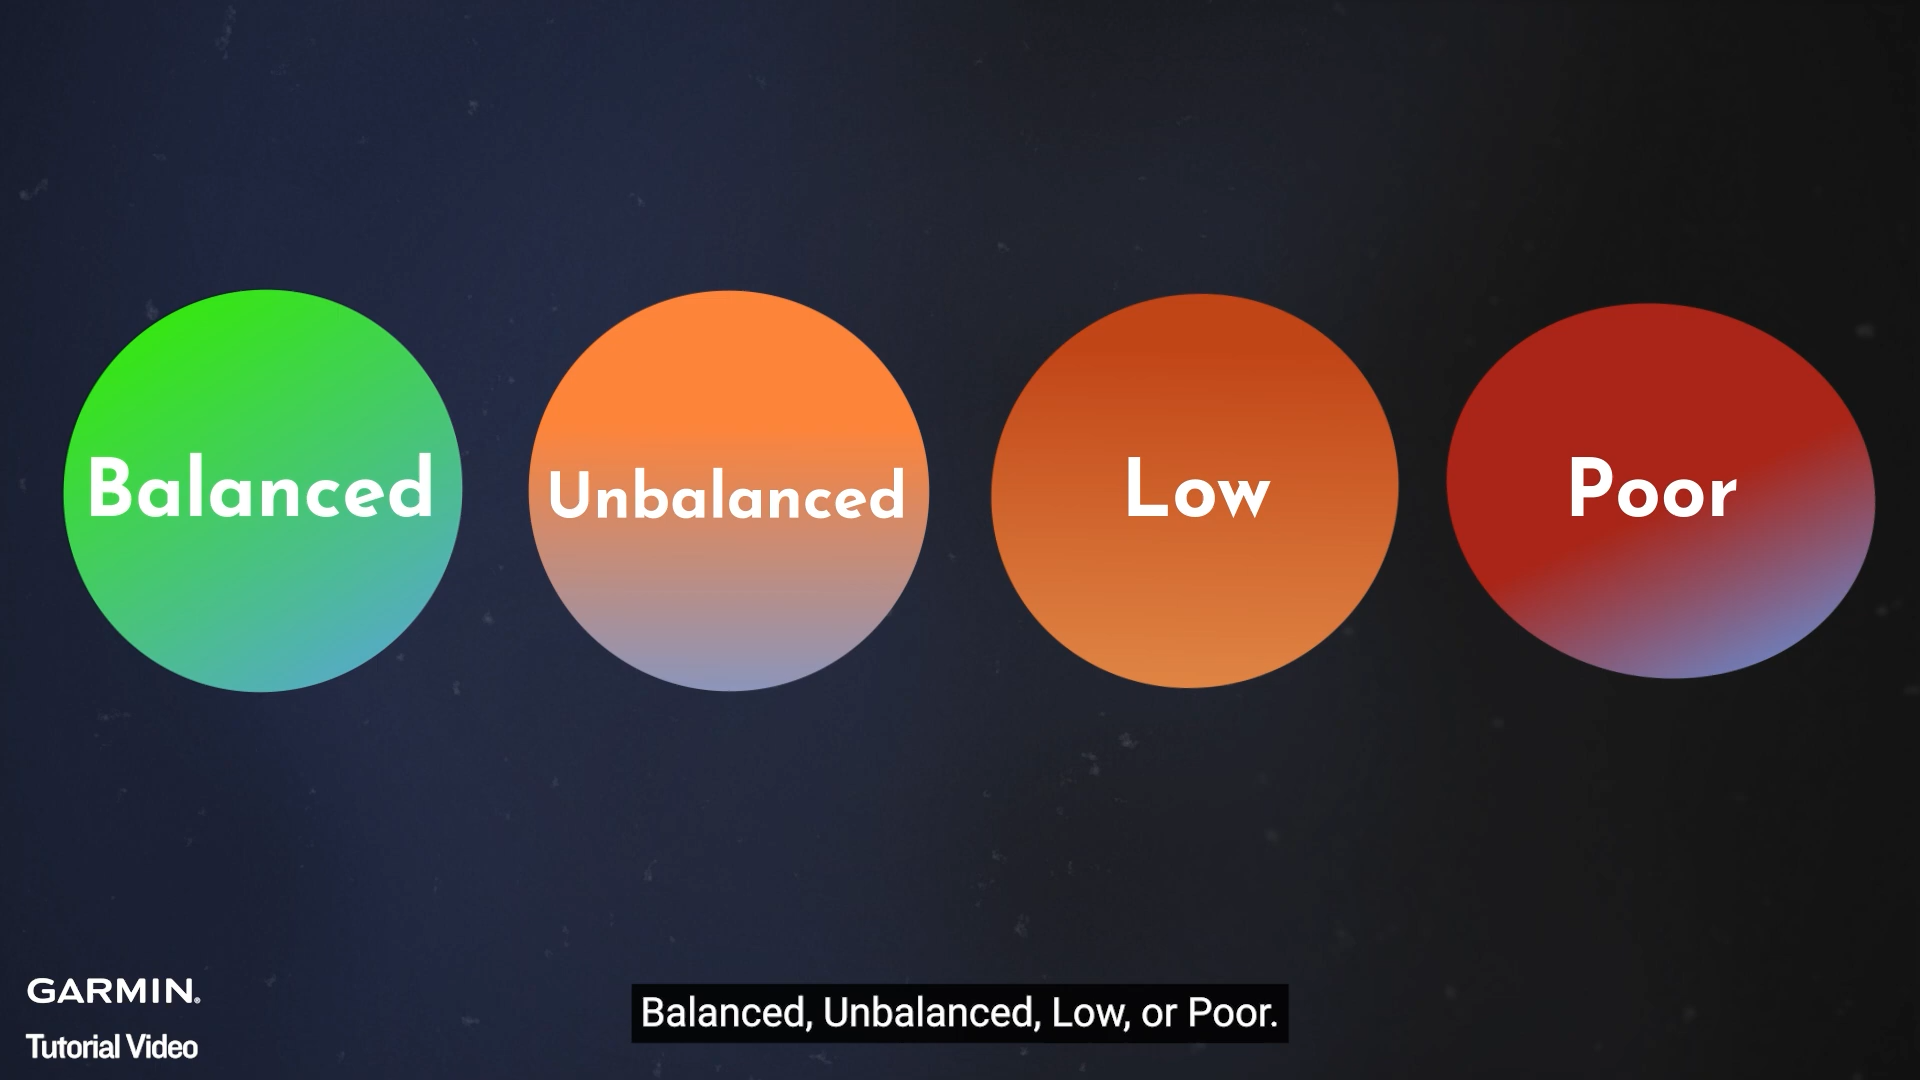 Balanced
Unbalanced
Low
Poor
GARMIN®
Tutorial Video
Balanced, Unbalanced, Low, or Poor.